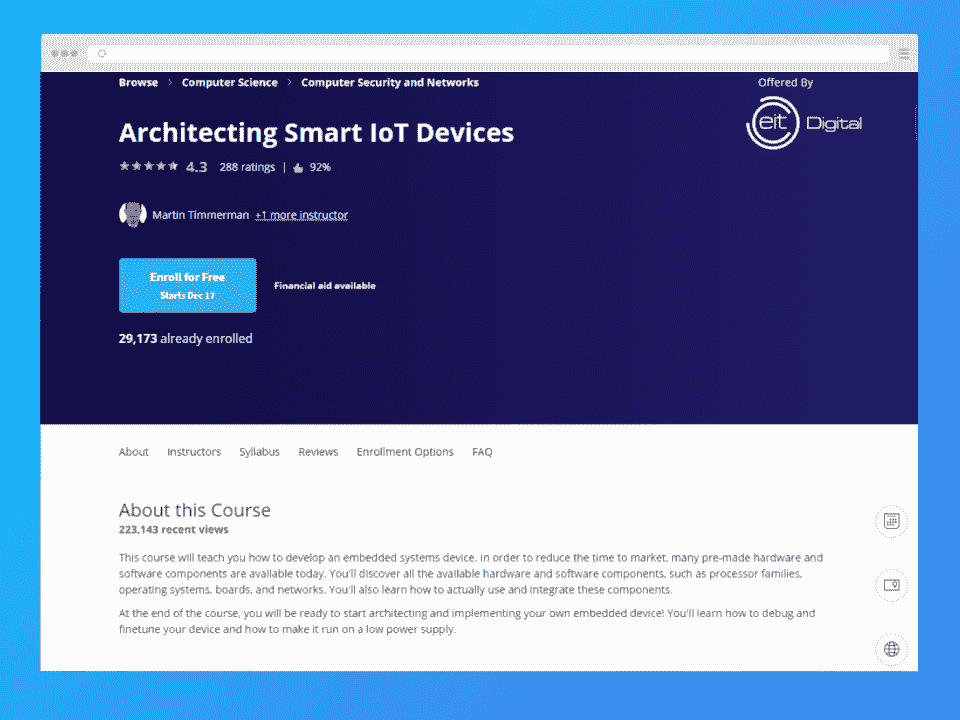 Browse > Computer Science > Computer Security and Networks
Offered By
eit Digital
Architecting Smart IoT Devices
4.3 288 ratings | 92%
Martin Timmerman +1 more instructor
Enroll for Free
Starts Dec 17
Financial aid available
29,173 already enrolled
About Instructors Syllabus Reviews Enrollment Options FAQ
About this Course
223,143 recent views
This course will teach you how to develop an embedded systems device. In order to reduce the time to market, many pre-made hardware and
software components are available today. You'll discover all the available hardware and software components, such as processor families,
operating systems, boards, and networks. You'll also learn how to actually use and integrate these components.
At the end of the course, you will be ready to start architecting and implementing your own embedded device! You'll learn how to debug and
finetune your device and how to make it run on a low power supply.